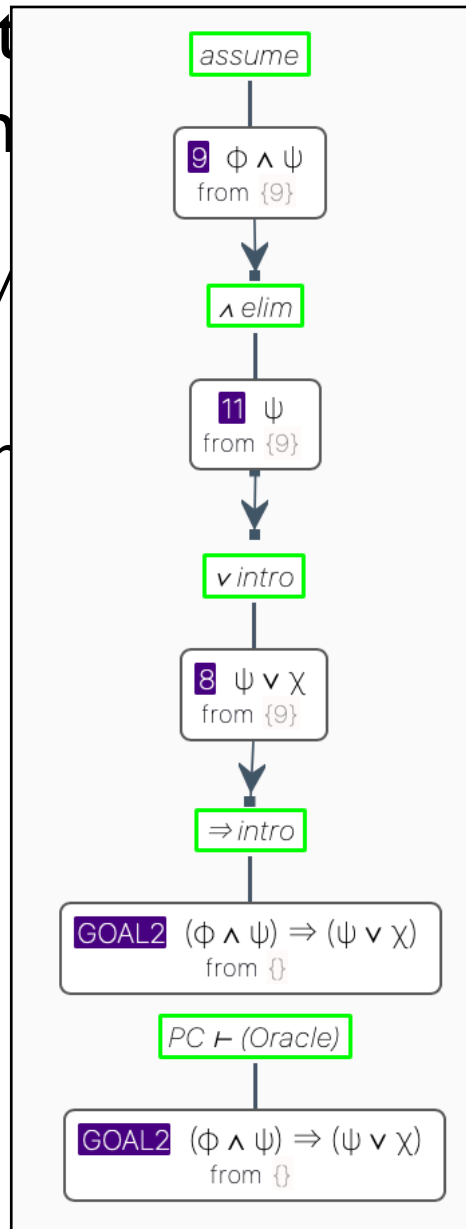 assume
9 ϕ ∧ ψ
from {9}
∧ elim
11 ψ
from {9}
∨ intro
8 ψ ∨ χ
from {9}
⇒ intro
GOAL2 (ϕ ∧ ψ) ⇒ (ψ ∨ χ)
from {}
PC ⊢ (Oracle)
GOAL2 (ϕ ∧ ψ) ⇒ (ψ ∨ χ)
from {}